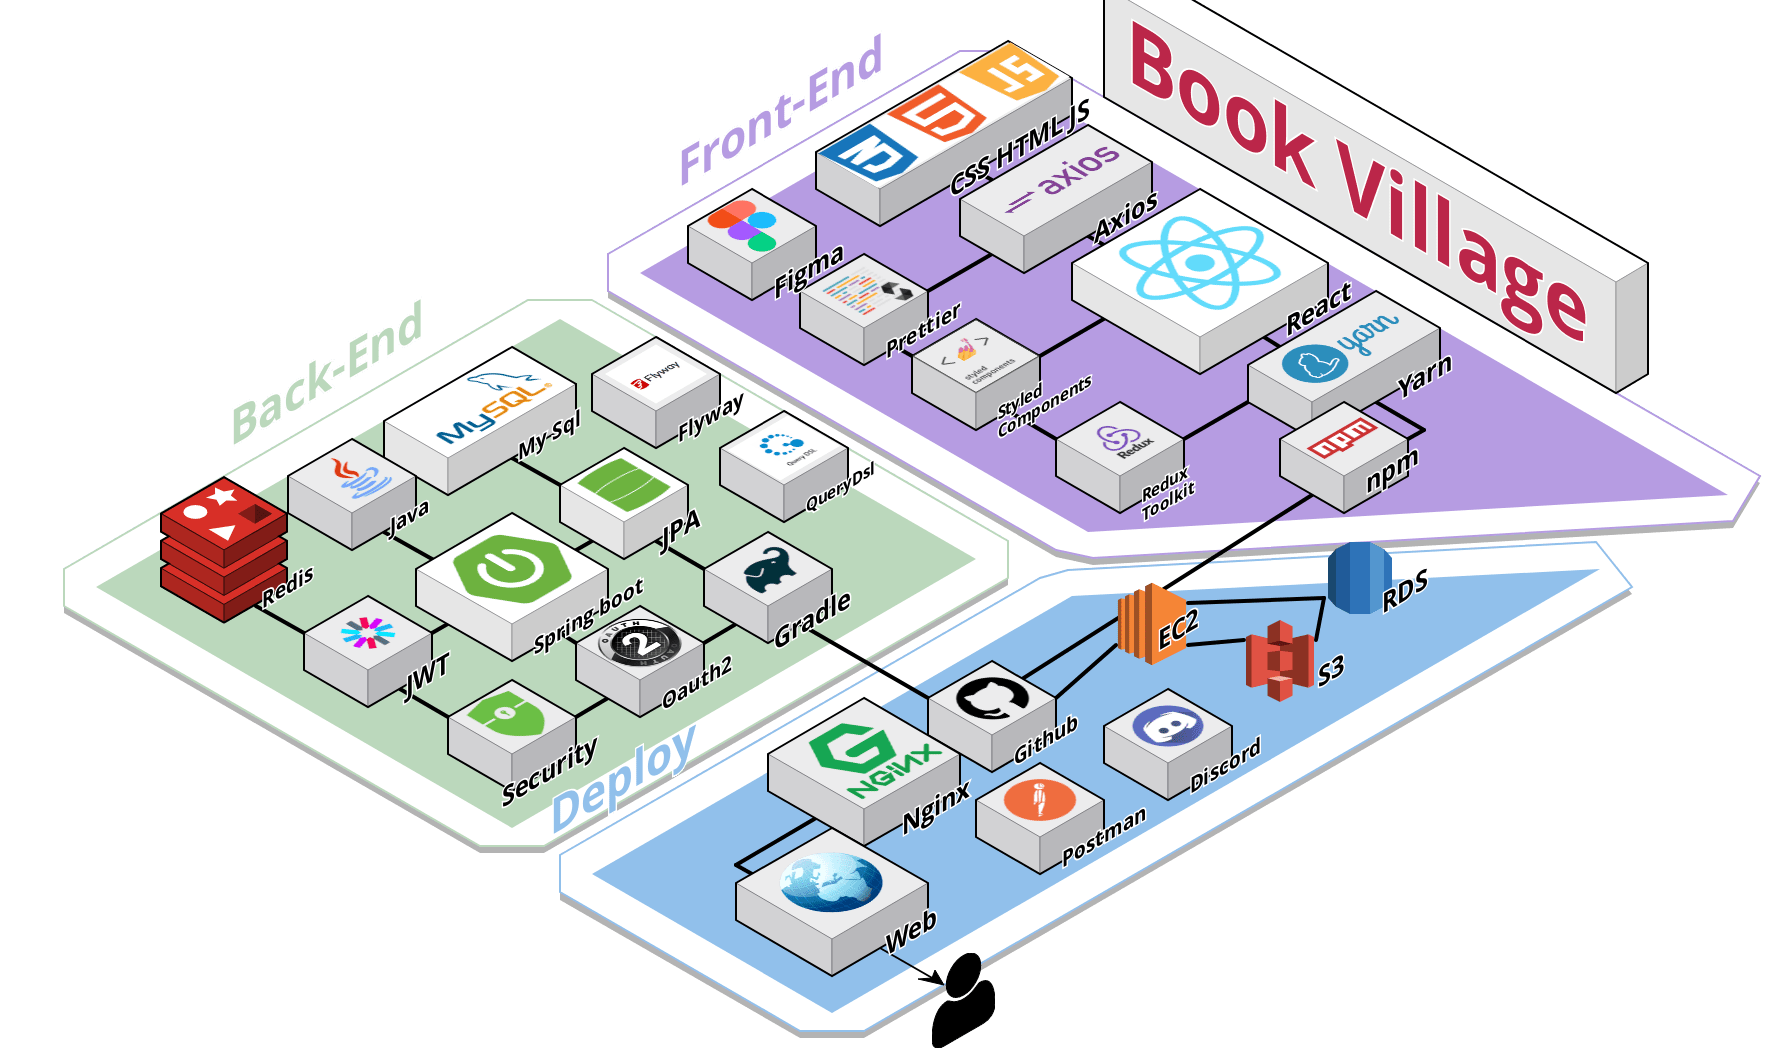 Book Village
Front-End
JS
CSS HTML JS
axios
Axios
Figma
Prettier
React
styled
components
Styled
Components
yarn
Yarn
Redux
Redux
Toolkit
npm
npm
Back-End
MySQL
My-Sql
Flyway
Flyway
Java
Query DSL
QueryDsl
JPA
Redis
Spring-boot
Gradle
OAUTH
2
Oauth2
JWT
Security
Deploy
RDS
EC2
S3
Github
Discord
NGINX
Nginx
Postman
Web